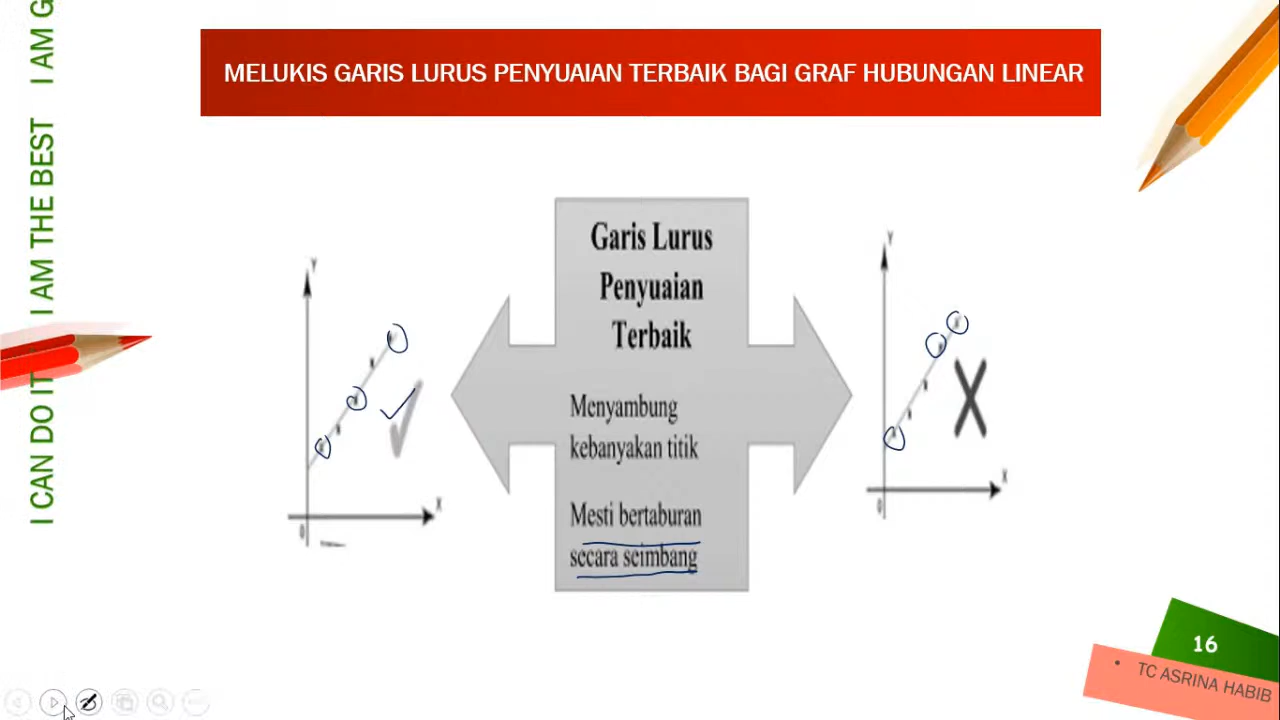 MELUKIS GARIS LURUS PENYUAIAN TERBAIK BAGI GRAF HUBUNGAN LINEAR
I CAN DO IT I AM THE BEST I AM G
Y
X
0
Garis Lurus
Penyuaian
Terbaik
Menyambung
kebanyakan titik
Mesti bertaburan
secara seimbang
Y
X
0
16
• TC ASRINA HABIB